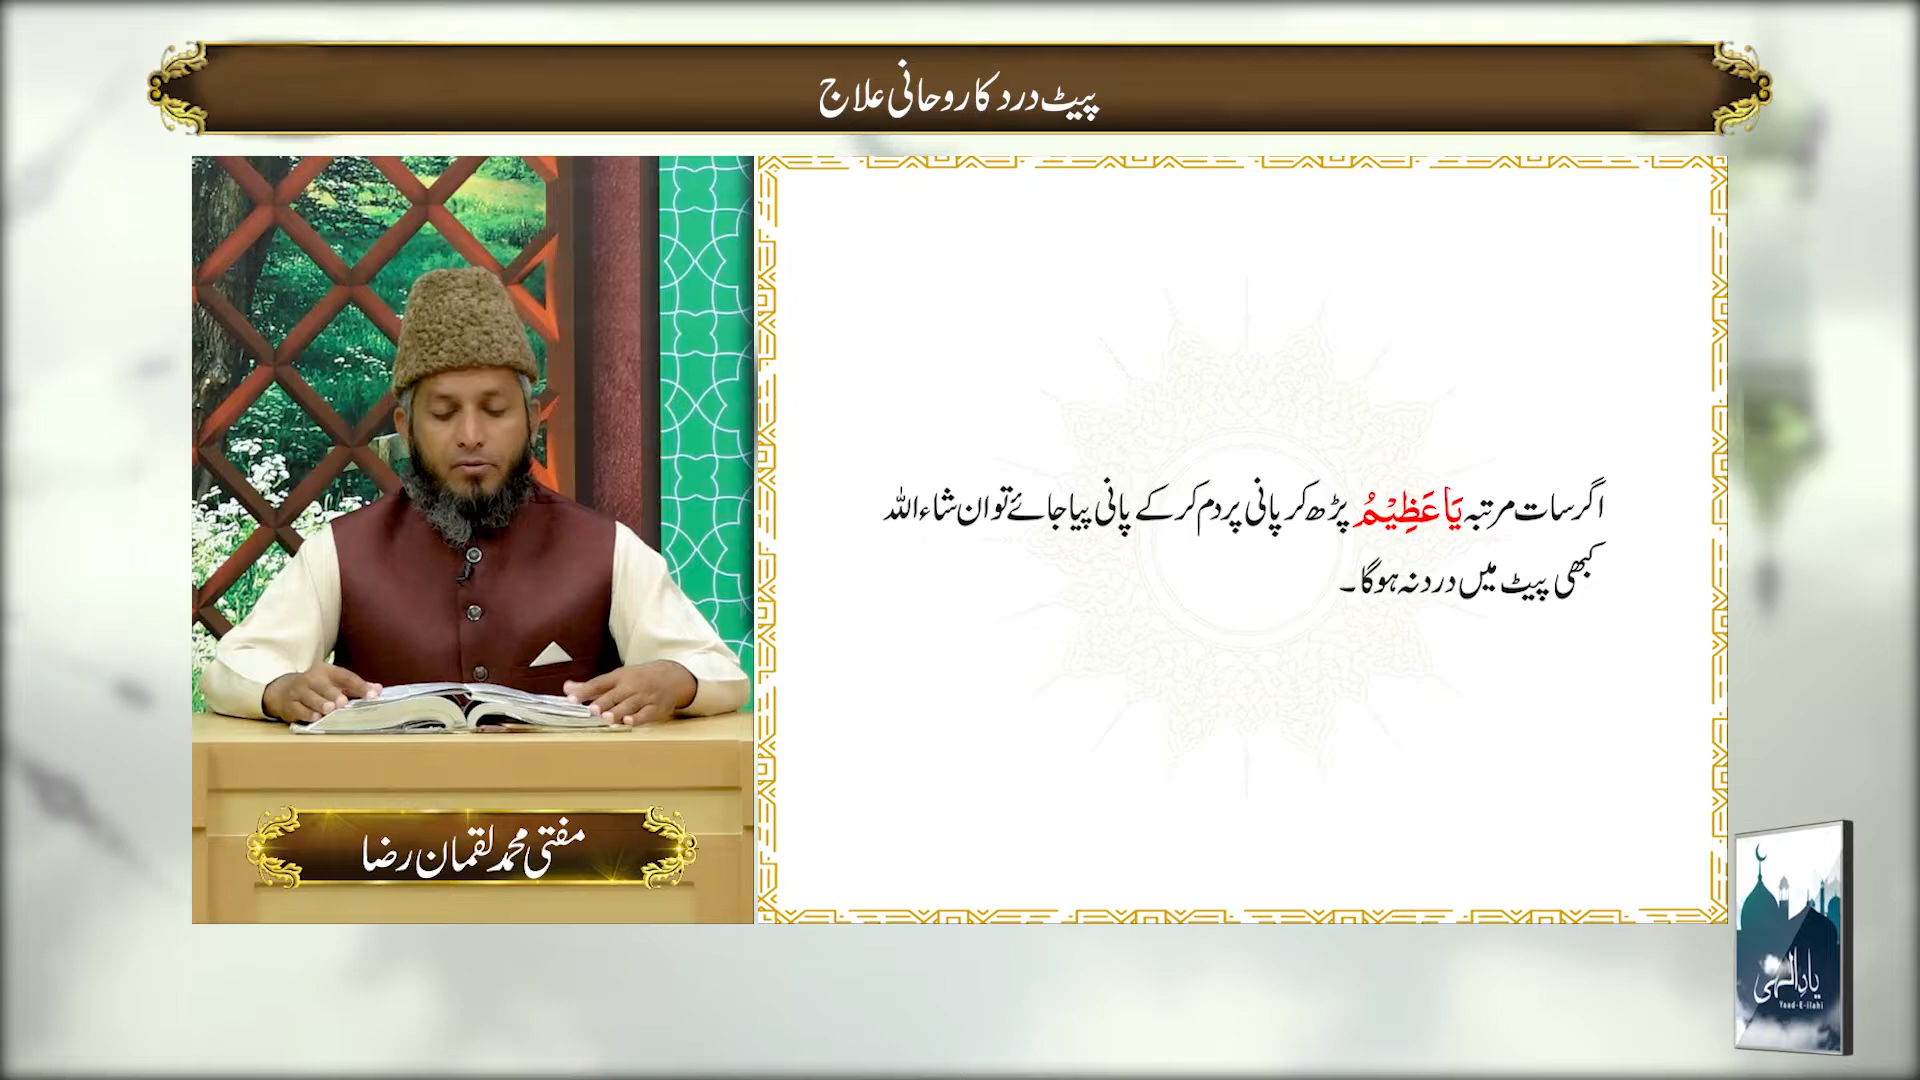 پیٹ درد کا روحانی علاج
اگر سات مرتبہ یَا عَظِیْمُ پڑھ کر پانی پر دم کر کے پانی پیا جائے تو ان شاء اللہ
کبھی پیٹ میں درد نہ ہوگا۔
مفتی محمد لقمان رضا
یادِ الٰہی
Yaad-E-ilahi